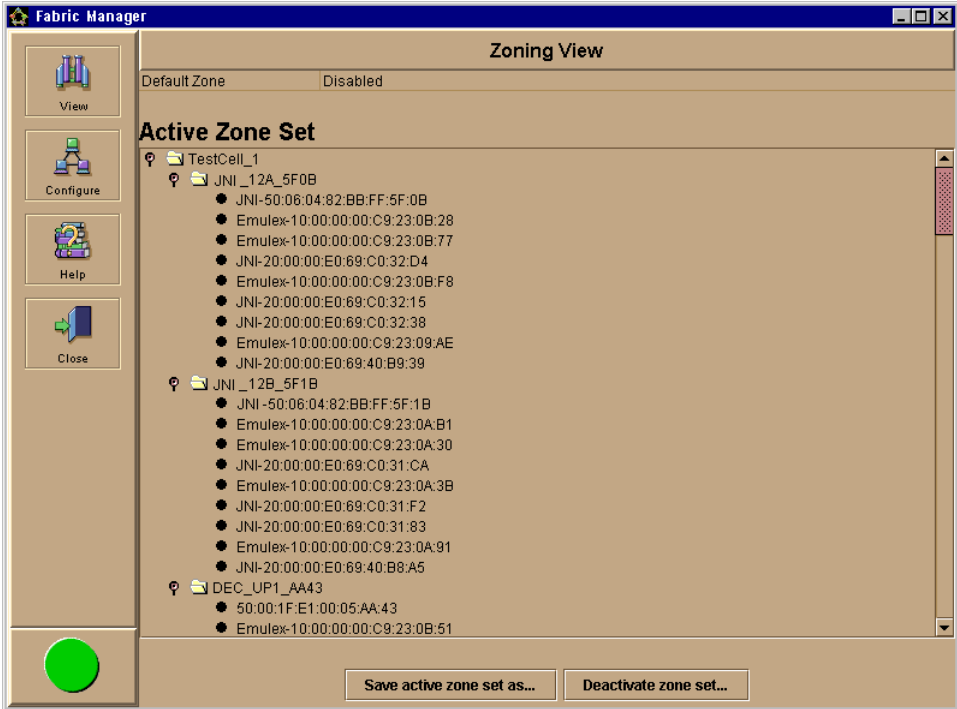 Fabric Manager
View
Configure
Help
Close
Zoning View
Default Zone Disabled
Active Zone Set
TestCell_1
JNI_12A_5F0B
JNI-50:06:04:82:BB:FF:5F:0B
Emulex-10:00:00:00:C9:23:0B:28
Emulex-10:00:00:00:C9:23:0B:77
JNI-20:00:00:E0:69:C0:32:D4
Emulex-10:00:00:00:C9:23:0B:F8
JNI-20:00:00:E0:69:C0:32:15
JNI-20:00:00:E0:69:C0:32:38
Emulex-10:00:00:00:C9:23:09:AE
JNI-20:00:00:E0:69:40:B9:39
JNI_12B_5F1B
JNI-50:06:04:82:BB:FF:5F:1B
Emulex-10:00:00:00:C9:23:0A:B1
Emulex-10:00:00:00:C9:23:0A:30
JNI-20:00:00:E0:69:C0:31:CA
Emulex-10:00:00:00:C9:23:0A:3B
JNI-20:00:00:E0:69:C0:31:F2
JNI-20:00:00:E0:69:C0:31:83
Emulex-10:00:00:00:C9:23:0A:91
JNI-20:00:00:E0:69:40:B8:A5
DEC_UP1_AA43
50:00:1F:E1:00:05:AA:43
Emulex-10:00:00:00:C9:23:0B:51
Save active zone set as... Deactivate zone set...